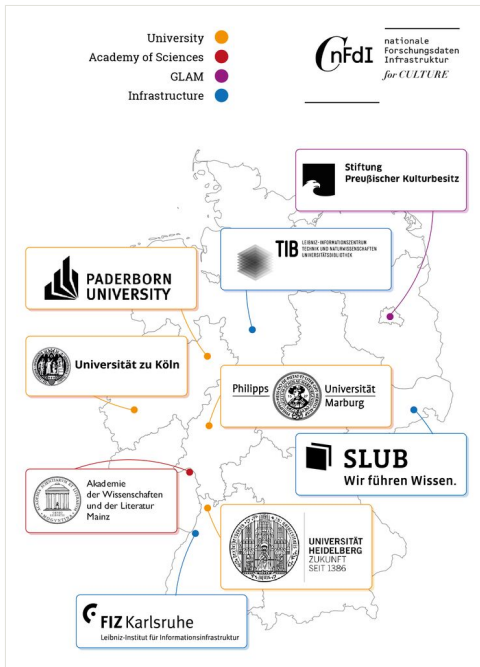 University
Academy of Sciences
GLAM
Infrastructure
nFdI
nationale
Forschungsdaten
Infrastruktur
for CULTURE
Stiftung
Preußischer Kulturbesitz
TIB
LEIBNIZ-INFORMATIONSZENTRUM
TECHNIK UND NATURWISSENSCHAFTEN
UNIVERSITÄTSBIBLIOTHEK
PADERBORN
UNIVERSITY
Universität zu Köln
Philipps Universität
Marburg
SLUB
Wir führen Wissen.
Akademie
der Wissenschaften
und der Literatur
Mainz
UNIVERSITÄT
HEIDELBERG
ZUKUNFT
SEIT 1386
FIZ Karlsruhe
Leibniz-Institut für Informationsinfrastruktur